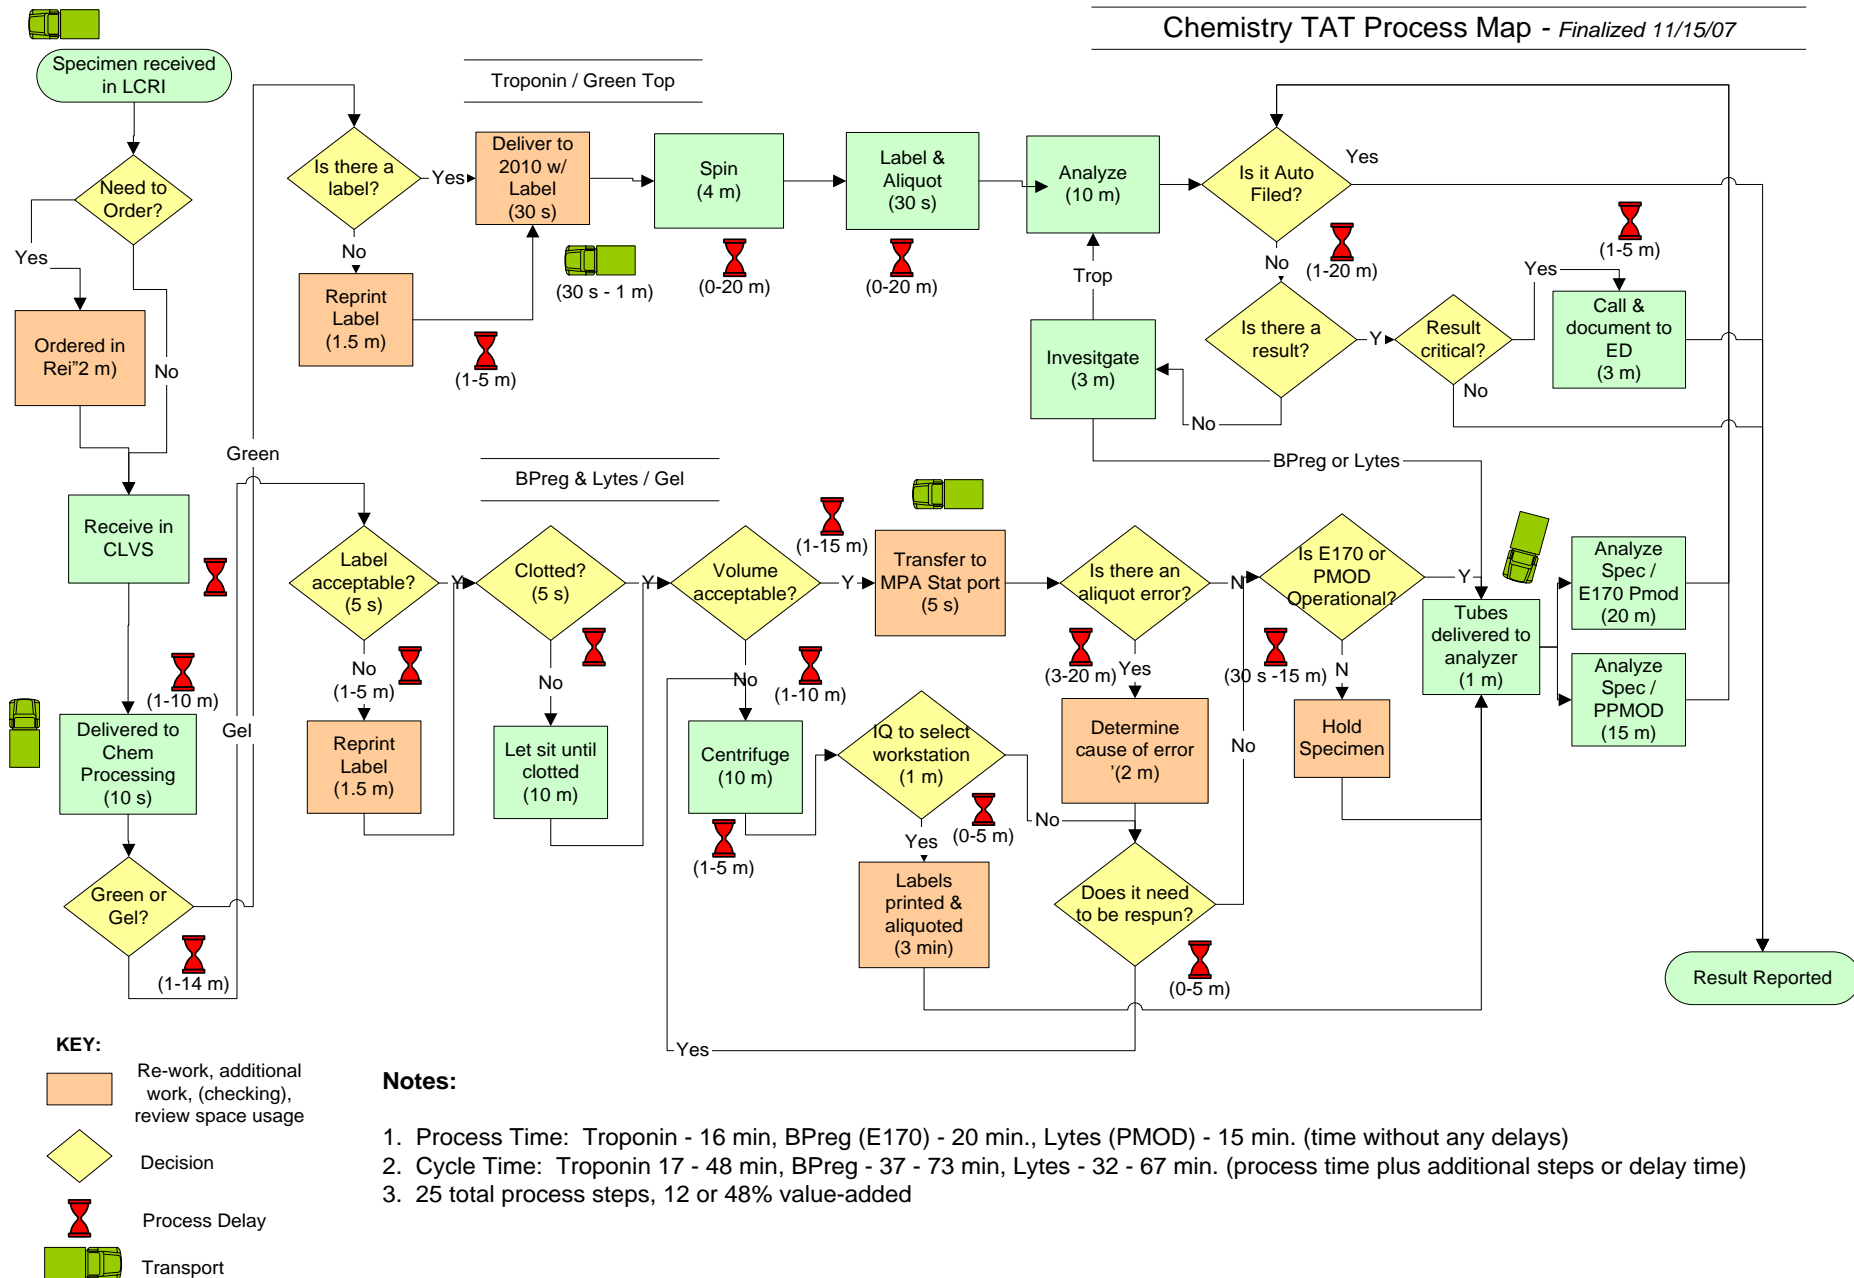 Chemistry TAT Process Map - Finalized 11/15/07
Specimen received
in LCRI
Need to
Order?
Yes
No
Ordered in
Rei"2 m)
Receive in
CLVS
(1-10 m)
Delivered to
Chem
Processing
(10 s)
Green or
Gel?
(1-14 m)
Green
Gel
Troponin / Green Top
Is there a
label?
Yes
No
Reprint
Label
(1.5 m)
(1-5 m)
Deliver to
2010 w/
Label
(30 s)
(30 s - 1 m)
Spin
(4 m)
(0-20 m)
Label &
Aliquot
(30 s)
(0-20 m)
Analyze
(10 m)
Trop
Invesitgate
(3 m)
Is it Auto
Filed?
Yes
No
(1-20 m)
Is there a
result?
No
Y
Result
critical?
Yes
No
(1-5 m)
Call &
document to
ED
(3 m)
BPreg or Lytes
BPreg & Lytes / Gel
Label
acceptable?
(5 s)
Y
No
(1-5 m)
Reprint
Label
(1.5 m)
Clotted?
(5 s)
Y
No
Let sit until
clotted
(10 m)
Volume
acceptable?
Y
(1-15 m)
No
(1-10 m)
Centrifuge
(10 m)
(1-5 m)
Transfer to
MPA Stat port
(5 s)
IQ to select
workstation
(1 m)
Yes
(0-5 m)
No
Labels
printed &
aliquoted
(3 min)
Is there an
aliquot error?
N
(3-20 m)
Yes
Determine
cause of error
'(2 m)
Does it need
to be respun?
No
Yes
(0-5 m)
Is E170 or
PMOD
Operational?
Y
(30 s -15 m)
N
Hold
Specimen
Tubes
delivered to
analyzer
(1 m)
Analyze
Spec /
E170 Pmod
(20 m)
Analyze
Spec /
PPMOD
(15 m)
Result Reported
KEY:
Re-work, additional
work, (checking),
review space usage
Decision
Process Delay
Transport
Notes:
1. Process Time: Troponin - 16 min, BPreg (E170) - 20 min., Lytes (PMOD) - 15 min. (time without any delays)
2. Cycle Time: Troponin 17 - 48 min, BPreg - 37 - 73 min, Lytes - 32 - 67 min. (process time plus additional steps or delay time)
3. 25 total process steps, 12 or 48% value-added